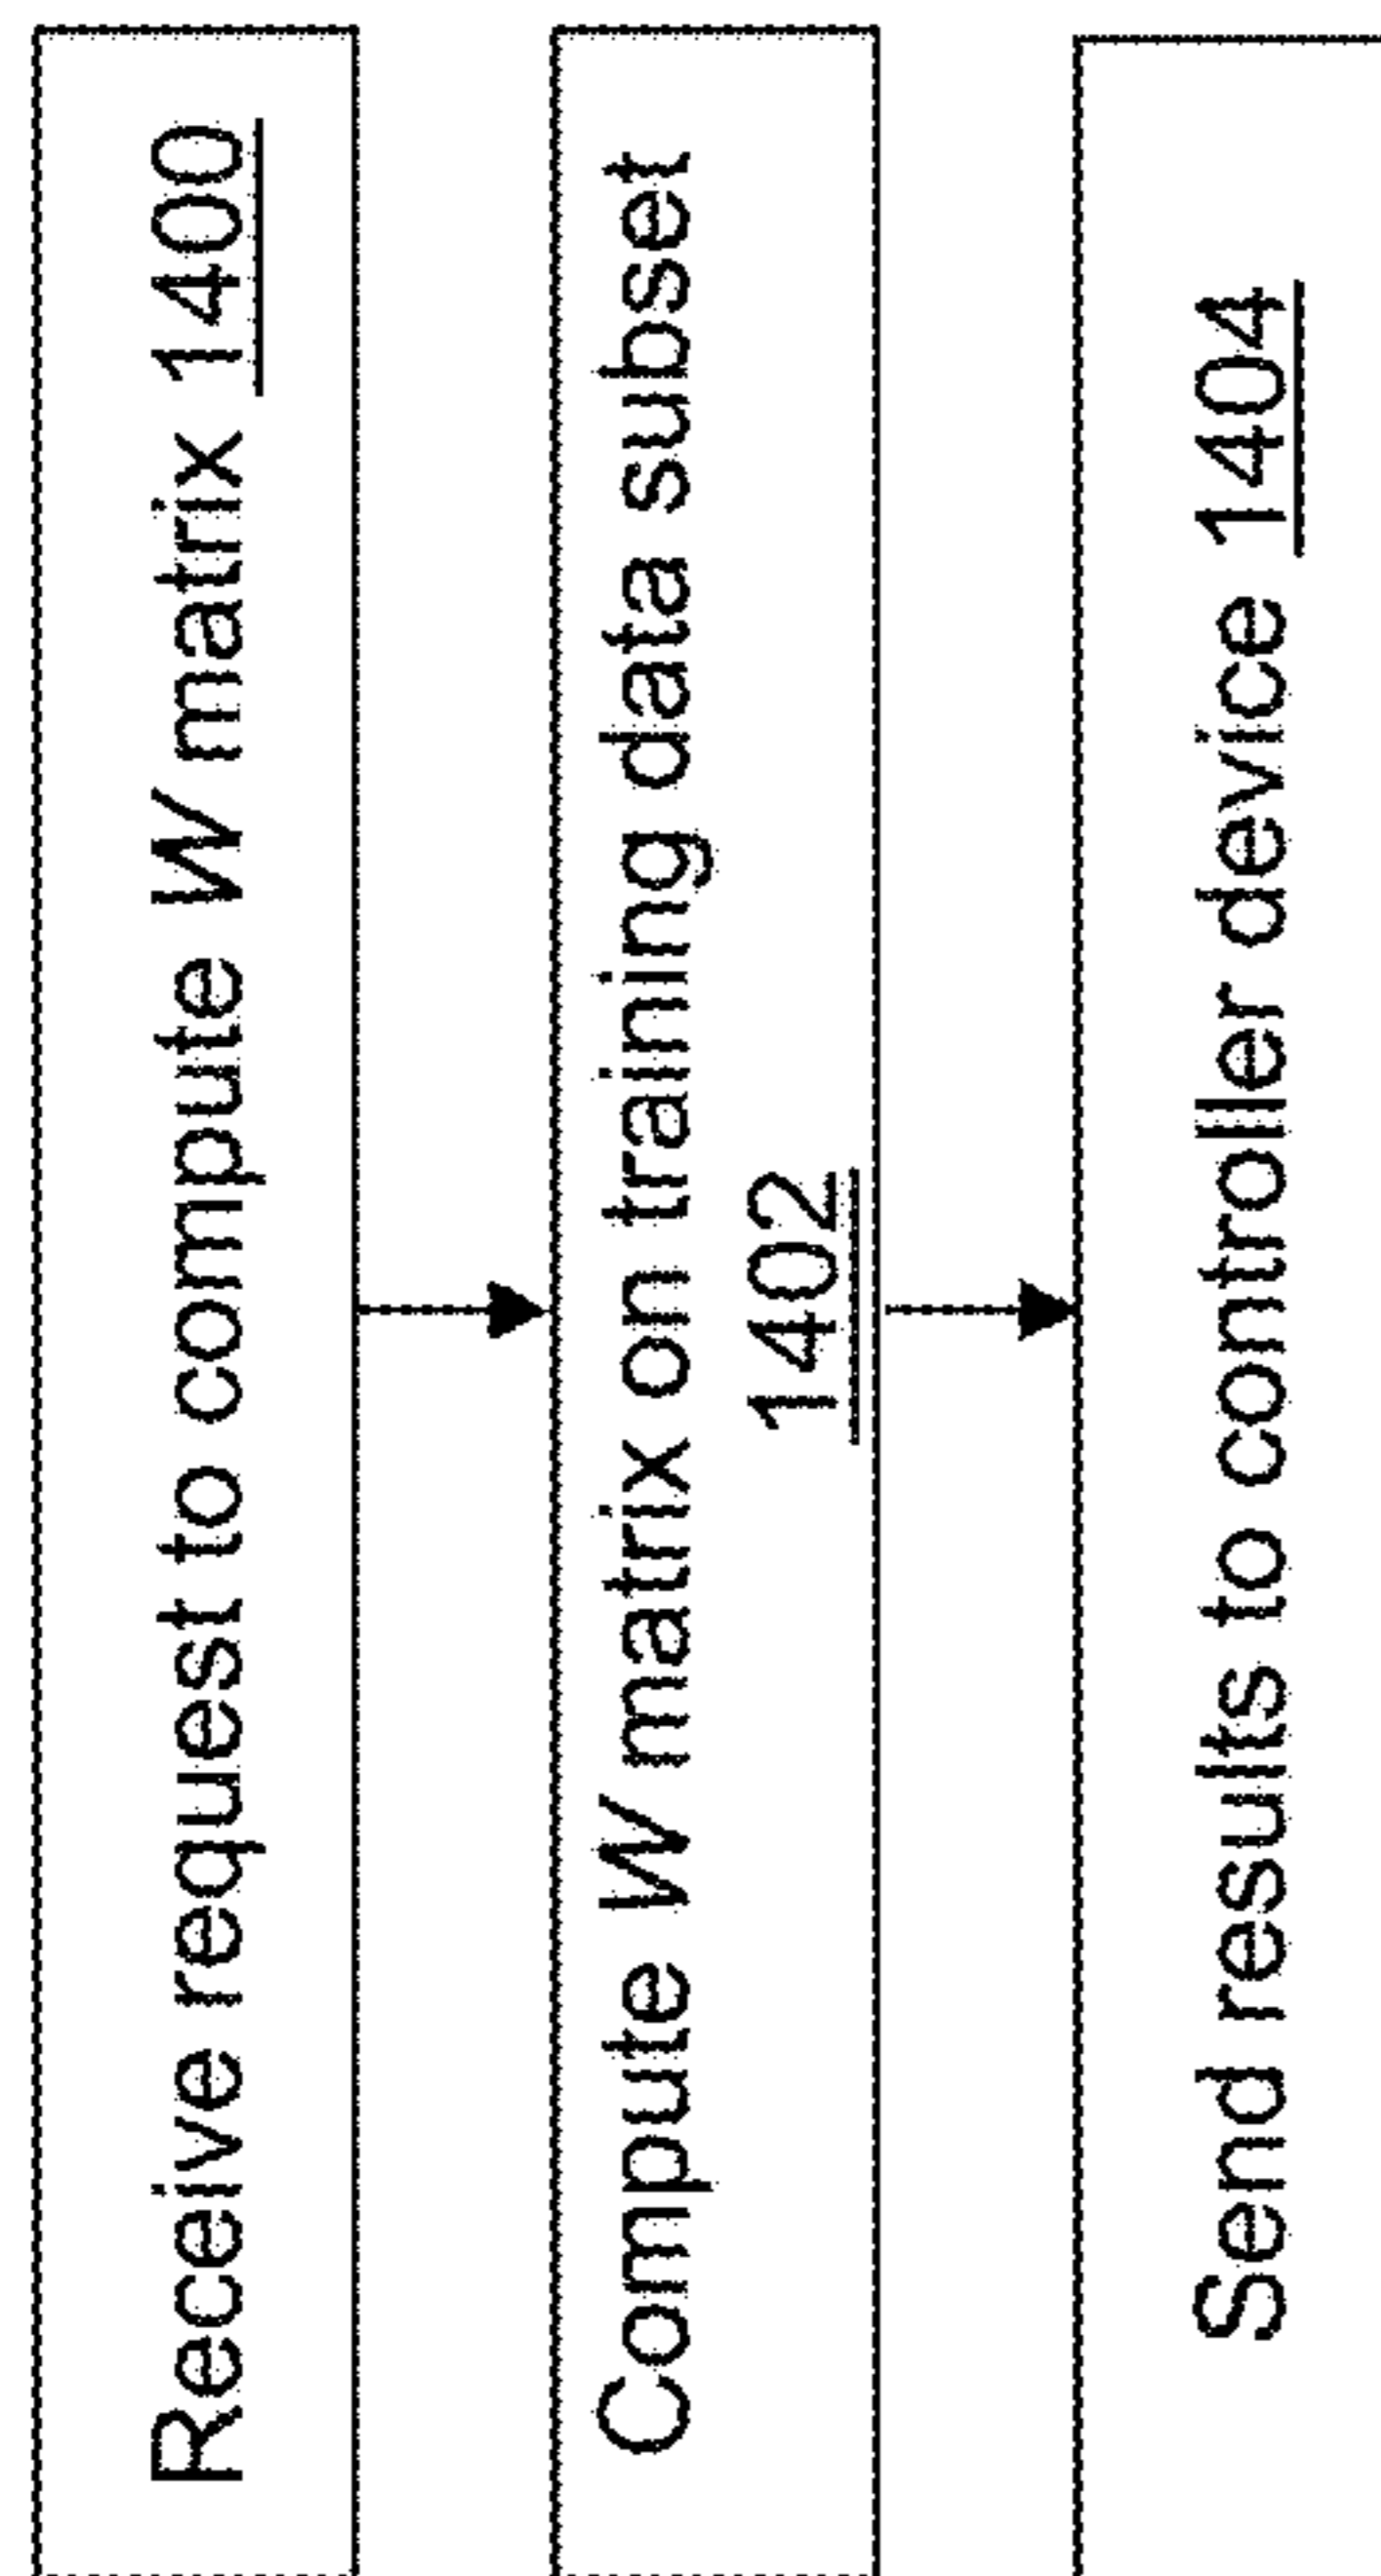 Receive request to compute W matrix 1400
Compute W matrix on training data subset
1402
Send results to controller device 1404